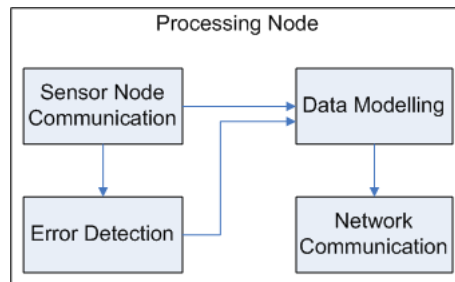 Processing Node
Sensor Node
Communication
Data Modelling
Error Detection
Network
Communication